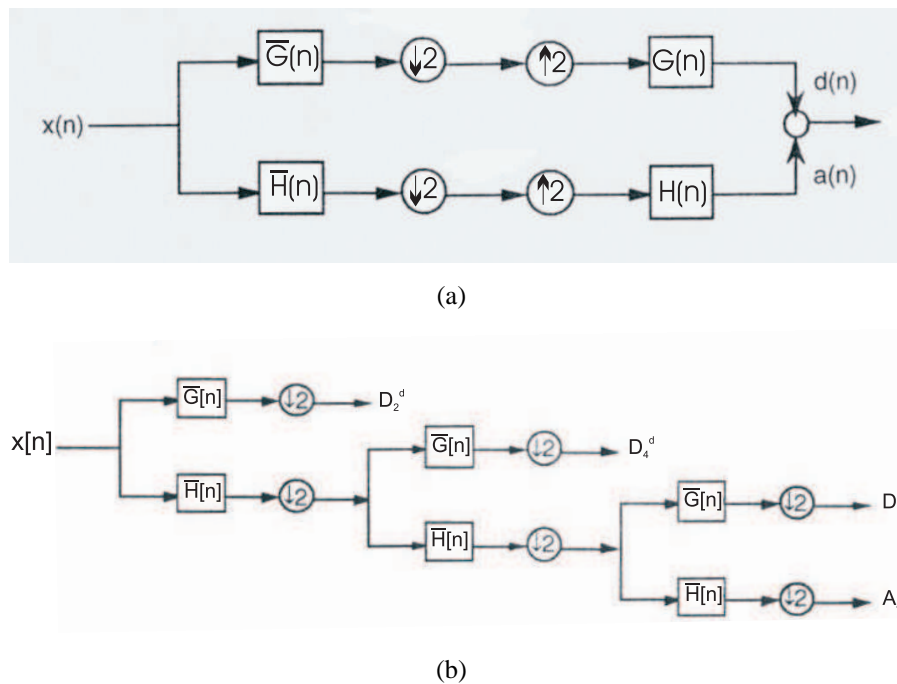 G̅(n) ↓2 ↑2 G(n)
d(n)
x(n)
a(n)
H̅(n) ↓2 ↑2 H(n)
(a)
G̅[n] ↓2 D₂ᵈ
x[n]
G̅[n] ↓2 D₄ᵈ
H̅[n] ↓2
G̅[n] ↓2 D
H̅[n] ↓2
H̅[n] ↓2 A
(b)